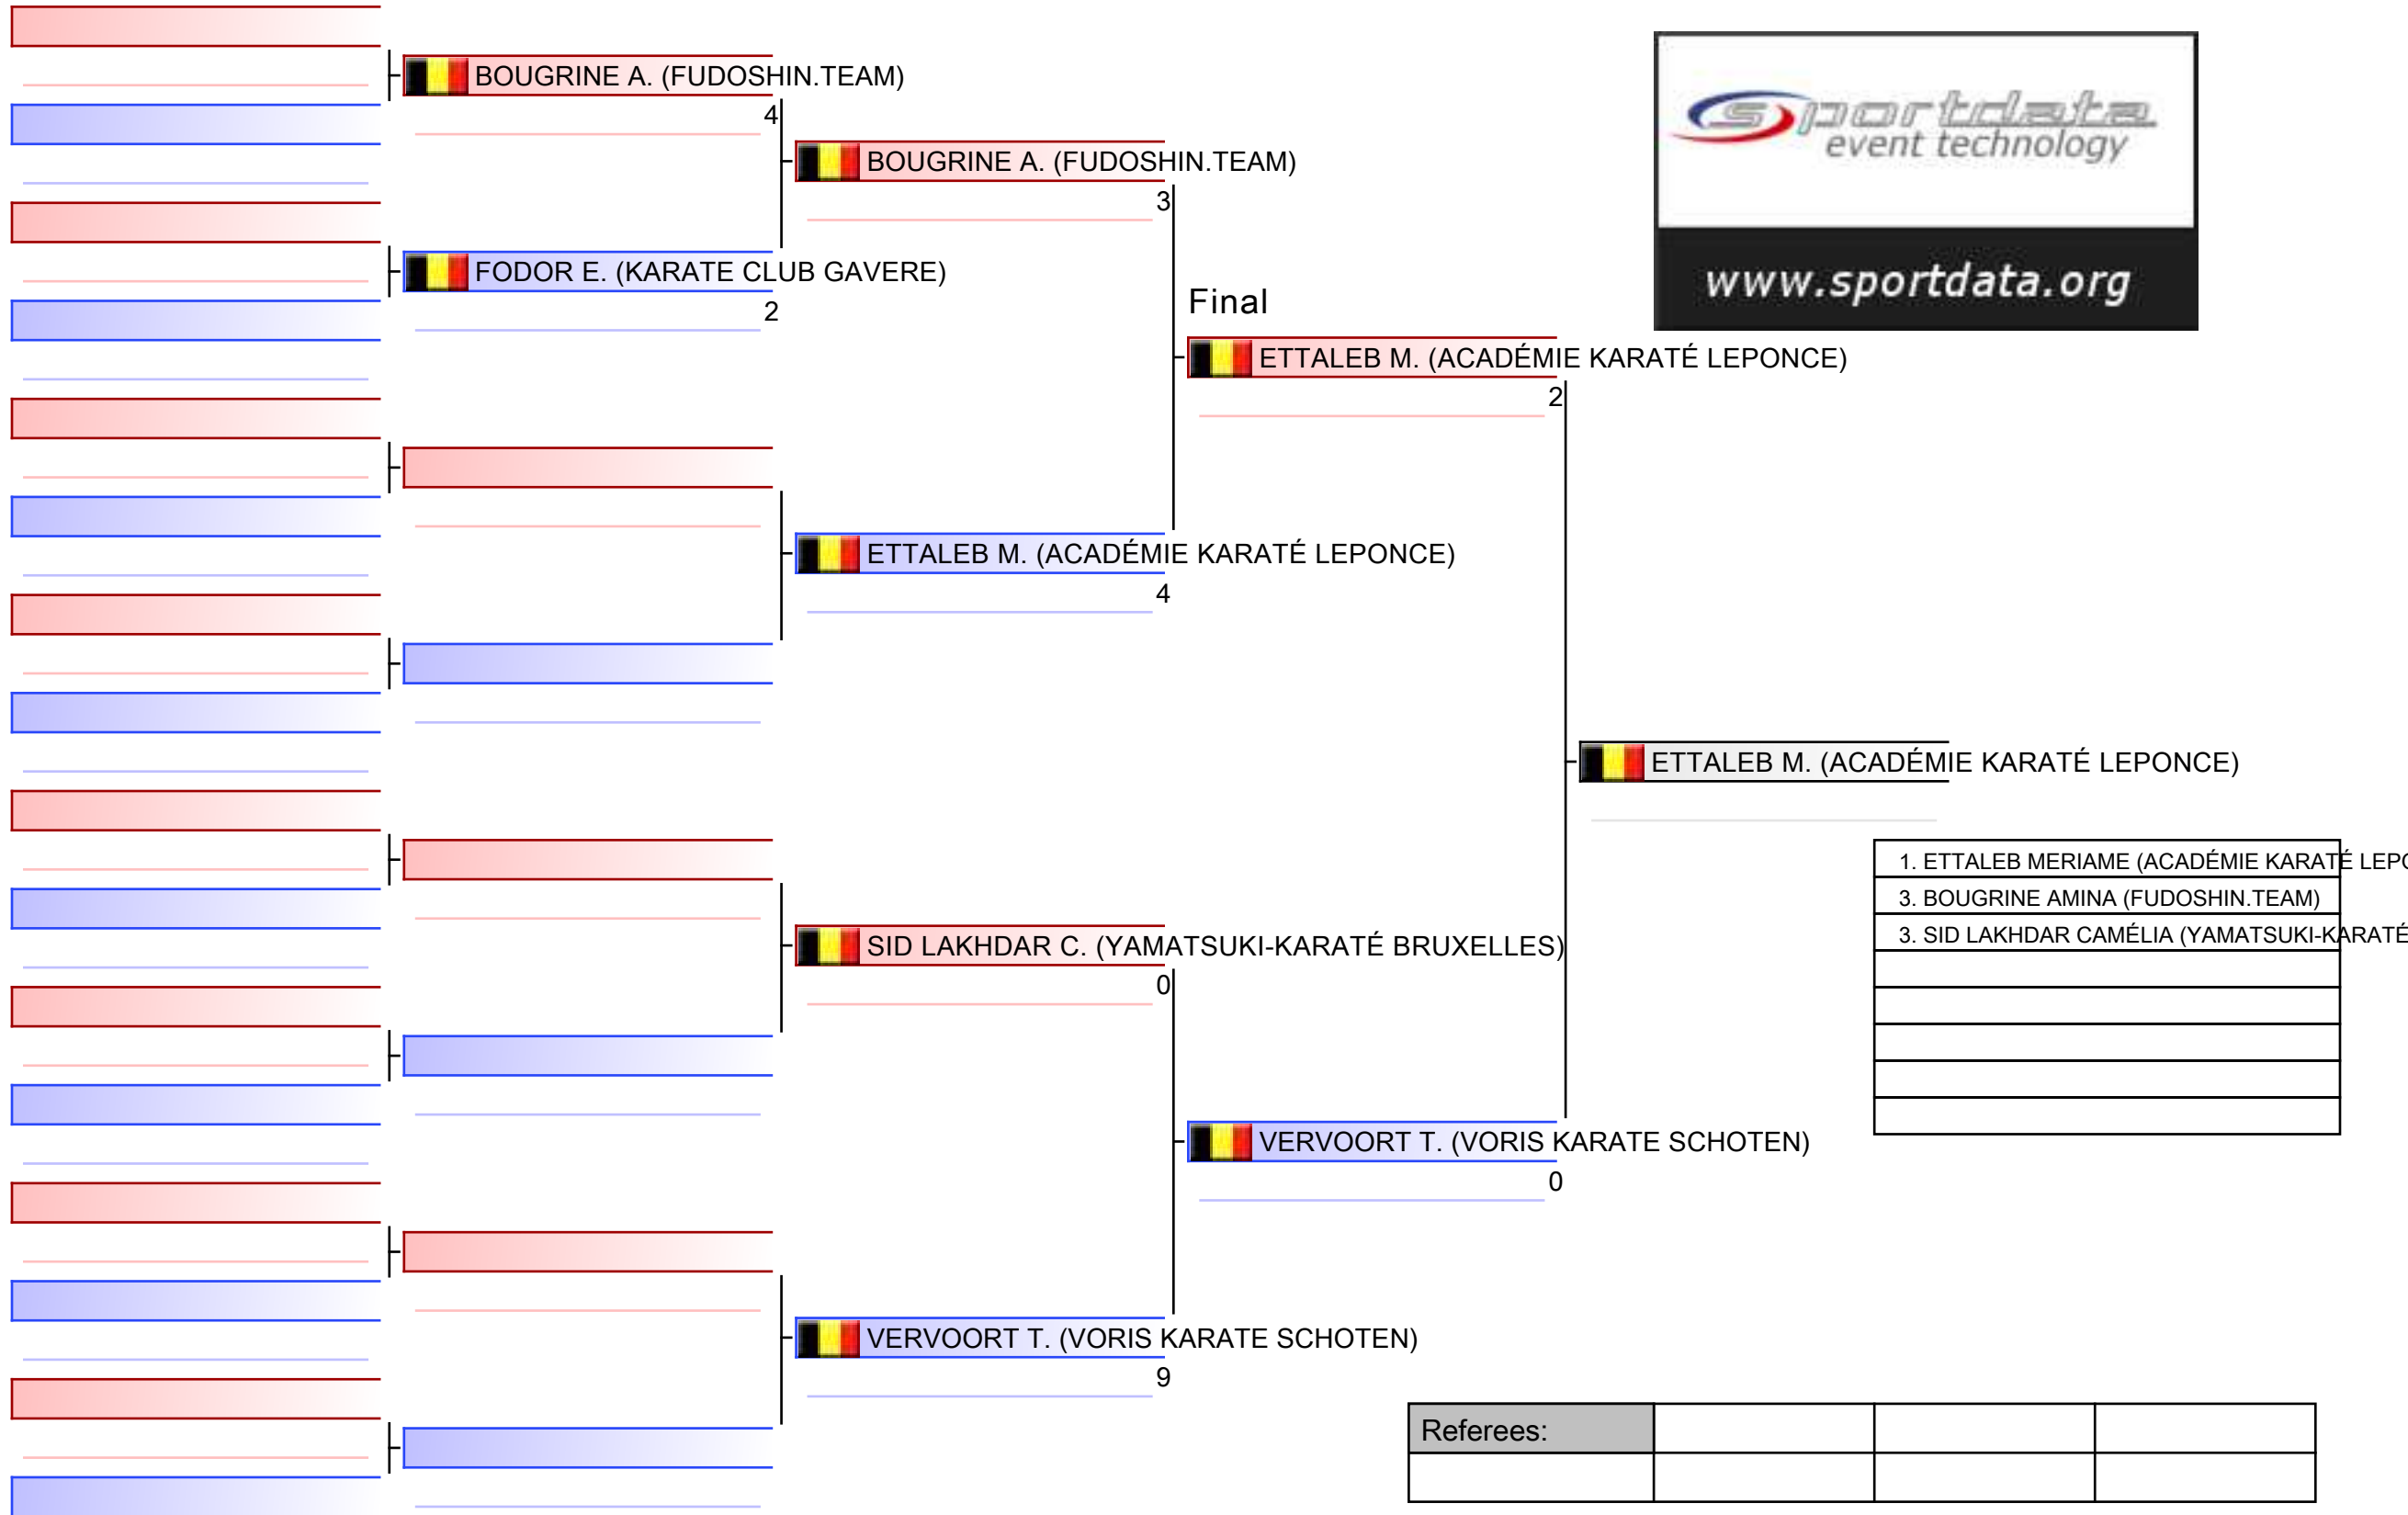 BOUGRINE A. (FUDOSHIN.TEAM)
4
FODOR E. (KARATE CLUB GAVERE)
2
BOUGRINE A. (FUDOSHIN.TEAM)
3
ETTALEB M. (ACADÉMIE KARATÉ LEPONCE)
4
SID LAKHDAR C. (YAMATSUKI-KARATÉ BRUXELLES)
0
VERVOORT T. (VORIS KARATE SCHOTEN)
9
Final
ETTALEB M. (ACADÉMIE KARATÉ LEPONCE)
2
VERVOORT T. (VORIS KARATE SCHOTEN)
0
ETTALEB M. (ACADÉMIE KARATÉ LEPONCE)
sportdata
event technology
www.sportdata.org
1. ETTALEB MERIAME (ACADÉMIE KARATÉ LEPO
3. BOUGRINE AMINA (FUDOSHIN.TEAM)
3. SID LAKHDAR CAMÉLIA (YAMATSUKI-KARATÉ
Referees: